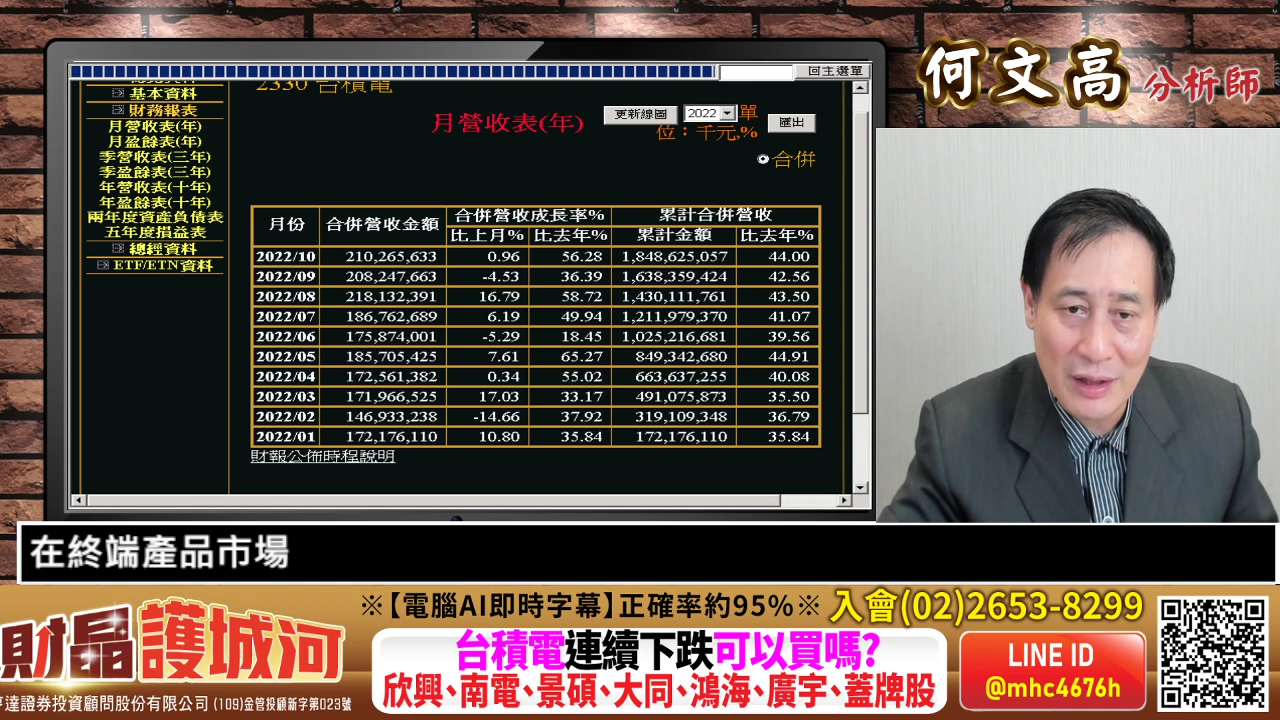 何文高 分析師
回主選單
基本資料
財務報表
月營收表(年)
月盈餘表(年)
季營收表(三年)
季盈餘表(三年)
年營收表(十年)
年盈餘表(十年)
兩年度資產負債表
五年度損益表
總經資料
ETF/ETN資料
2330 台積電
月營收表(年)
更新線圖 2022 單
位：千元,% 匯出
合併
月份 合併營收金額 合併營收成長率% 累計合併營收
比上月% 比去年% 累計金額 比去年%
2022/10 210,265,633 0.96 56.28 1,848,625,057 44.00
2022/09 208,247,663 -4.53 36.39 1,638,359,424 42.56
2022/08 218,132,391 16.79 58.72 1,430,111,761 43.50
2022/07 186,762,689 6.19 49.94 1,211,979,370 41.07
2022/06 175,874,001 -5.29 18.45 1,025,216,681 39.56
2022/05 185,705,425 7.61 65.27 849,342,680 44.91
2022/04 172,561,382 0.34 55.02 663,637,255 40.08
2022/03 171,966,525 17.03 33.17 491,075,873 35.50
2022/02 146,933,238 -14.66 37.92 319,109,348 36.79
2022/01 172,176,110 10.80 35.84 172,176,110 35.84
財報公佈時程說明
在終端產品市場
※【電腦AI即時字幕】正確率約95%※ 入會(02)2653-8299
財晶護城河
台積電連續下跌可以買嗎?
欣興、南電、景碩、大同、鴻海、廣宇、蓋牌股
LINE ID
@mhc4676h
亨達證券投資顧問股份有限公司 (109)金管投顧新字第028號